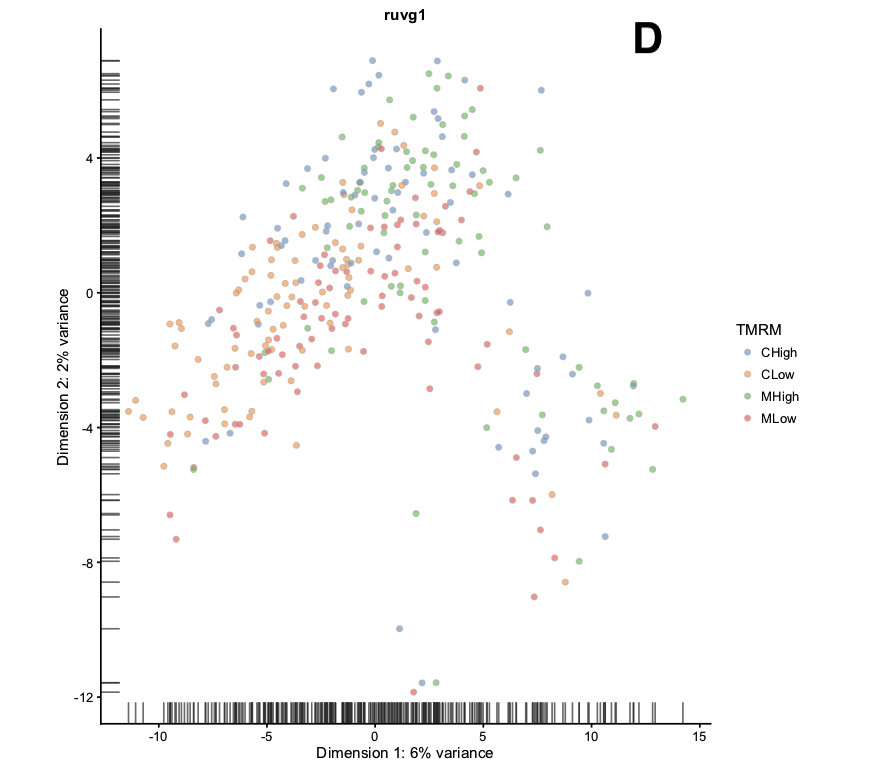 ruvg1
D
4
0
-4
-8
-12
Dimension 2: 2% variance
-10
-5
0
5
10
15
Dimension 1: 6% variance
TMRM
CHigh
CLow
MHigh
MLow